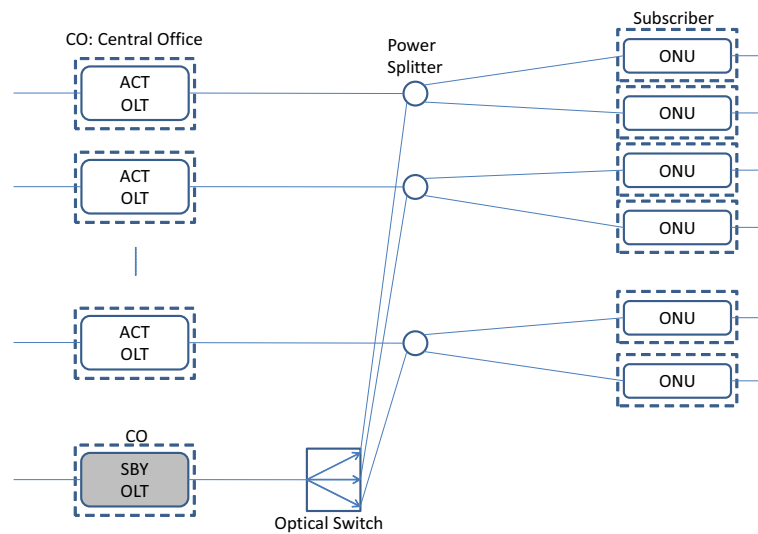 Subscriber
CO: Central Office
Power
Splitter
ACT
OLT
ONU
ONU
ACT
OLT
ONU
ONU
ACT
OLT
ONU
ONU
CO
SBY
OLT
Optical Switch